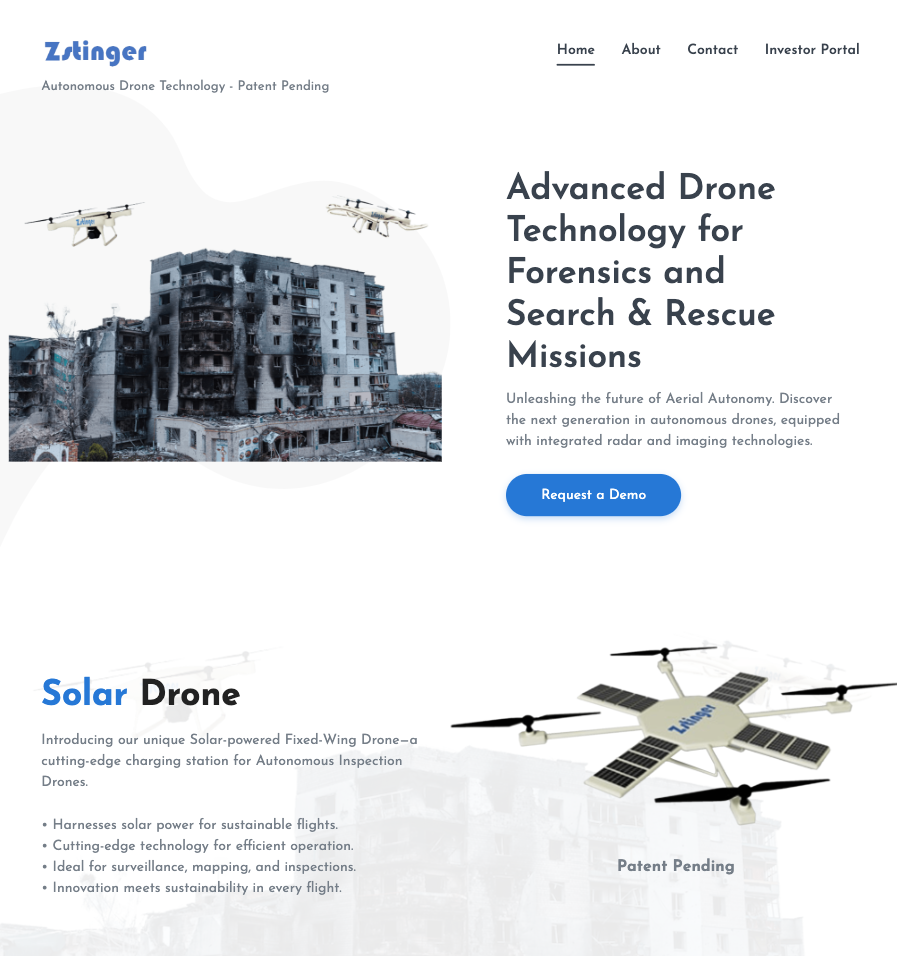 Zstinger
Home About Contact Investor Portal
Autonomous Drone Technology - Patent Pending
Zstinger
Advanced Drone
Technology for
Forensics and
Search & Rescue
Missions
Unleashing the future of Aerial Autonomy. Discover
the next generation in autonomous drones, equipped
with integrated radar and imaging technologies.
Request a Demo
Solar Drone
Introducing our unique Solar-powered Fixed-Wing Drone—a
cutting-edge charging station for Autonomous Inspection
Drones.
• Harnesses solar power for sustainable flights.
• Cutting-edge technology for efficient operation.
• Ideal for surveillance, mapping, and inspections.
• Innovation meets sustainability in every flight.
Zstinger
Patent Pending